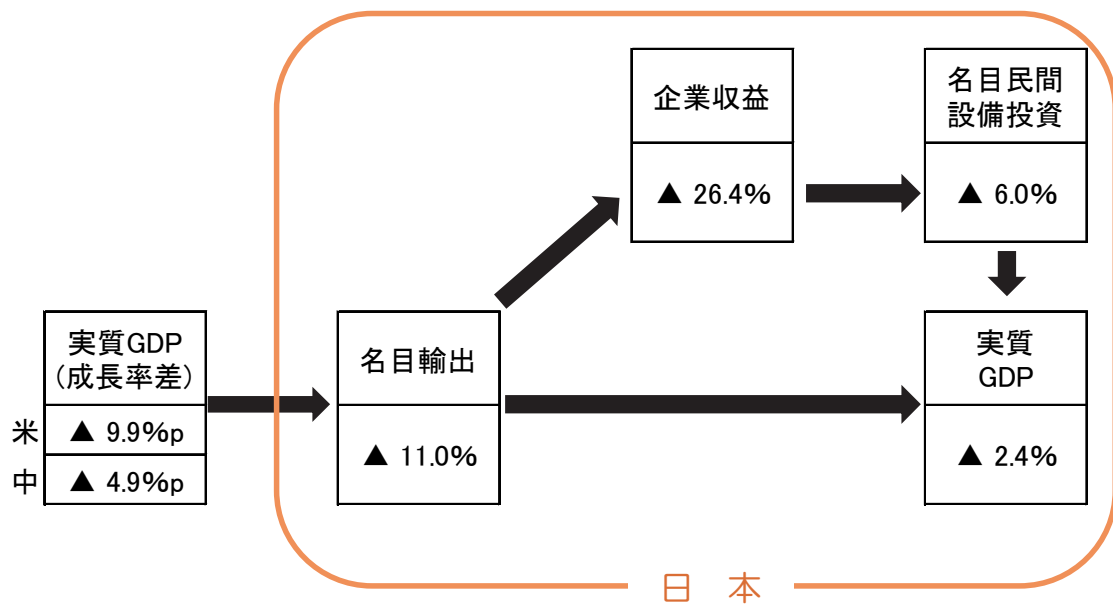 企業収益
▲ 26.4%
名目民間
設備投資
▲ 6.0%
実質GDP
(成長率差)
米 ▲ 9.9%p
中 ▲ 4.9%p
名目輸出
▲ 11.0%
実質
GDP
▲ 2.4%
日 本